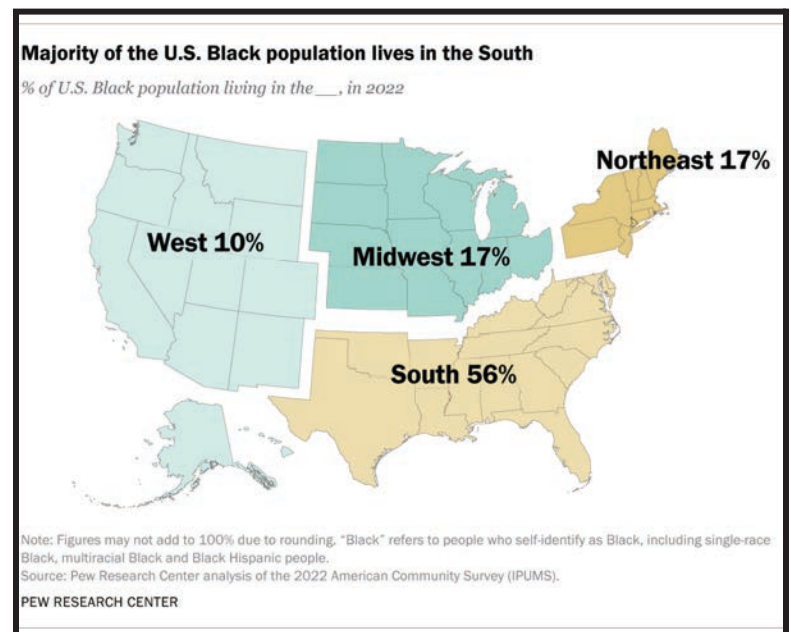 Majority of the U.S. Black population lives in the South
% of U.S. Black population living in the __, in 2022
Northeast 17%
West 10%
Midwest 17%
South 56%
Note: Figures may not add to 100% due to rounding. “Black” refers to people who self-identify as Black, including single-race
Black, multiracial Black and Black Hispanic people.
Source: Pew Research Center analysis of the 2022 American Community Survey (IPUMS).
PEW RESEARCH CENTER